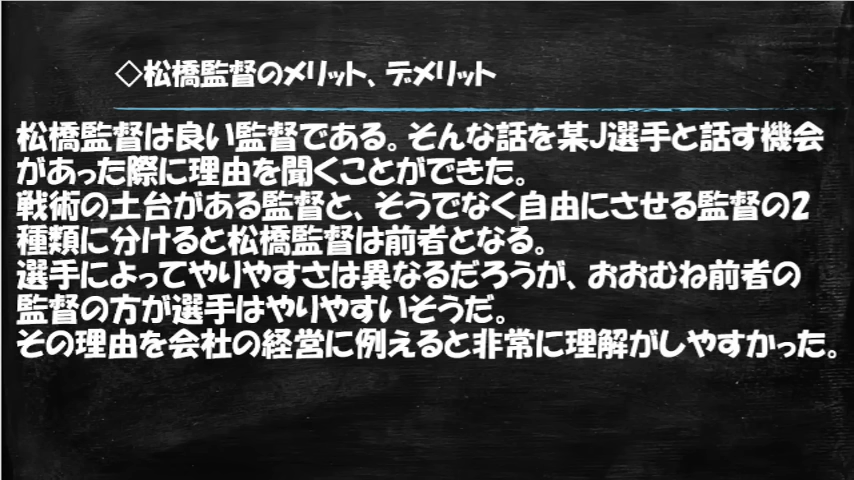 ◇松橋監督のメリット、デメリット
松橋監督は良い監督である。そんな話を某J選手と話す機会
があった際に理由を聞くことができた。
戦術の土台がある監督と、そうでなく自由にさせる監督の2
種類に分けると松橋監督は前者となる。
選手によってやりやすさは異なるだろうが、おおむね前者の
監督の方が選手はやりやすいそうだ。
その理由を会社の経営に例えると非常に理解がしやすかった。